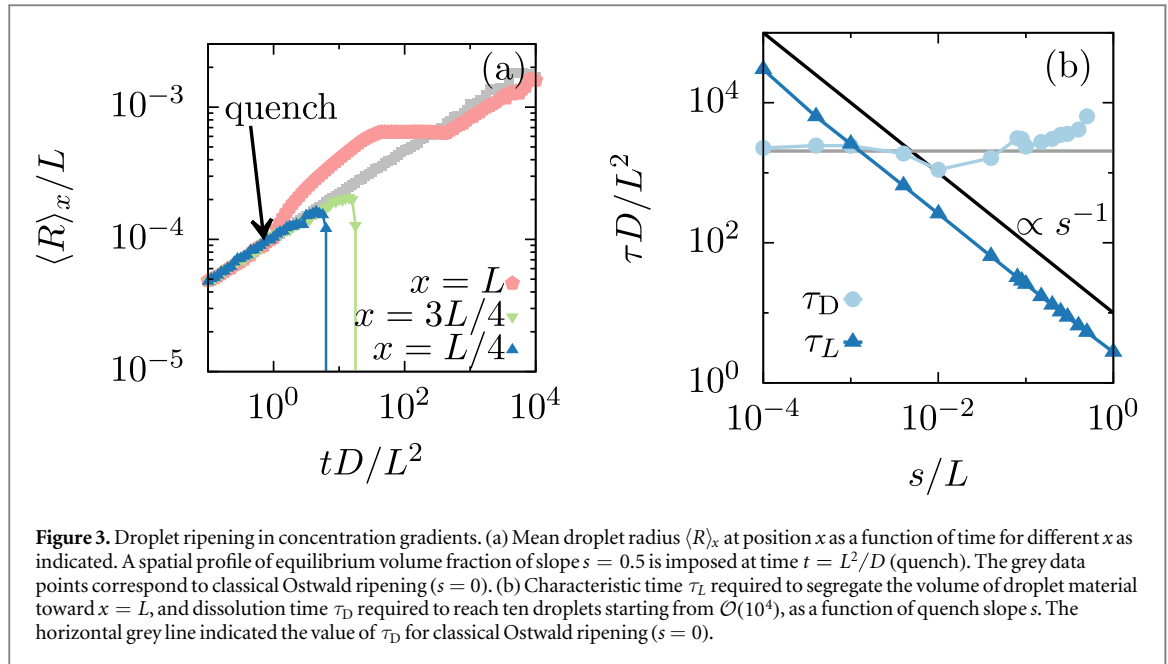 (a)
quench
10^{-3}
10^{-4}
10^{-5}
⟨R⟩_x/L
x = L
x = 3L/4
x = L/4
10^0
10^2
10^4
tD/L^2
(b)
10^4
10^2
10^0
τD/L^2
∝ s^{-1}
τ_D
τ_L
10^{-4}
10^{-2}
10^0
s/L
Figure 3. Droplet ripening in concentration gradients. (a) Mean droplet radius ⟨R⟩_x at position x as a function of time for different x as
indicated. A spatial profile of equilibrium volume fraction of slope s = 0.5 is imposed at time t = L^2/D (quench). The grey data
points correspond to classical Ostwald ripening (s = 0). (b) Characteristic time τ_L required to segregate the volume of droplet material
toward x = L, and dissolution time τ_D required to reach ten droplets starting from 𝒪(10^4), as a function of quench slope s. The
horizontal grey line indicated the value of τ_D for classical Ostwald ripening (s = 0).